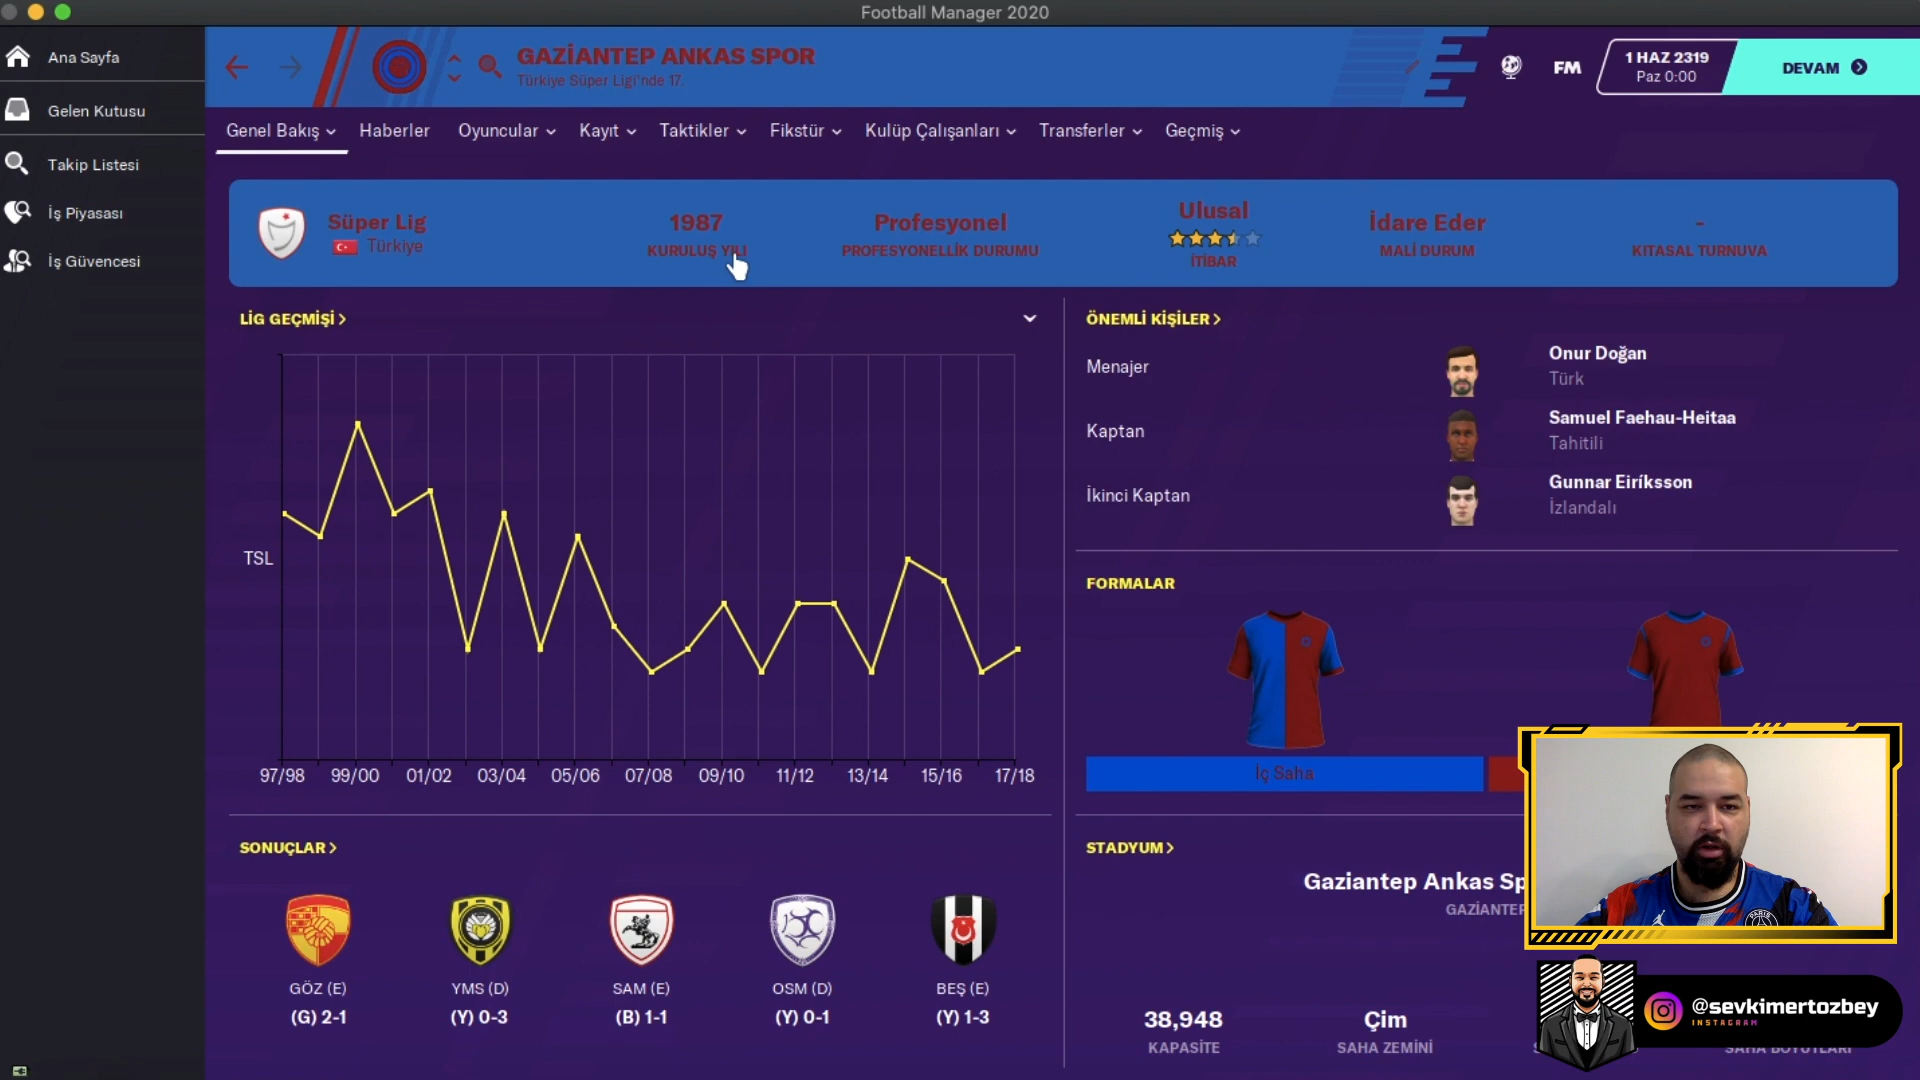 Football Manager 2020
Ana Sayfa
Gelen Kutusu
Takip Listesi
İş Piyasası
İş Güvencesi
GAZİANTEP ANKAS SPOR
Türkiye Süper Ligi'nde 17.
FM
1 HAZ 2319
Paz 0:00
DEVAM
Genel Bakış
Haberler
Oyuncular
Kayıt
Taktikler
Fikstür
Kulüp Çalışanları
Transferler
Geçmiş
Süper Lig
Türkiye
1987
KURULUŞ YILI
Profesyonel
PROFESYONELLİK DURUMU
Ulusal
İTİBAR
İdare Eder
MALİ DURUM
-
KITASAL TURNUVA
LİG GEÇMİŞİ >
TSL
97/98 99/00 01/02 03/04 05/06 07/08 09/10 11/12 13/14 15/16 17/18
ÖNEMLİ KİŞİLER >
Menajer
Onur Doğan
Türk
Kaptan
Samuel Faehau-Heitaa
Tahitili
İkinci Kaptan
Gunnar Eiríksson
İzlandalı
FORMALAR
İç Saha
SONUÇLAR >
GÖZ (E)
(G) 2-1
YMS (D)
(Y) 0-3
SAM (E)
(B) 1-1
OSM (D)
(Y) 0-1
BEŞ (E)
(Y) 1-3
STADYUM >
Gaziantep Ankas Sp
GAZİANTEP
38,948
KAPASİTE
Çim
SAHA ZEMİNİ
SAHA BOYUTLARI
PARIS
@sevkimertozbey
INSTAGRAM